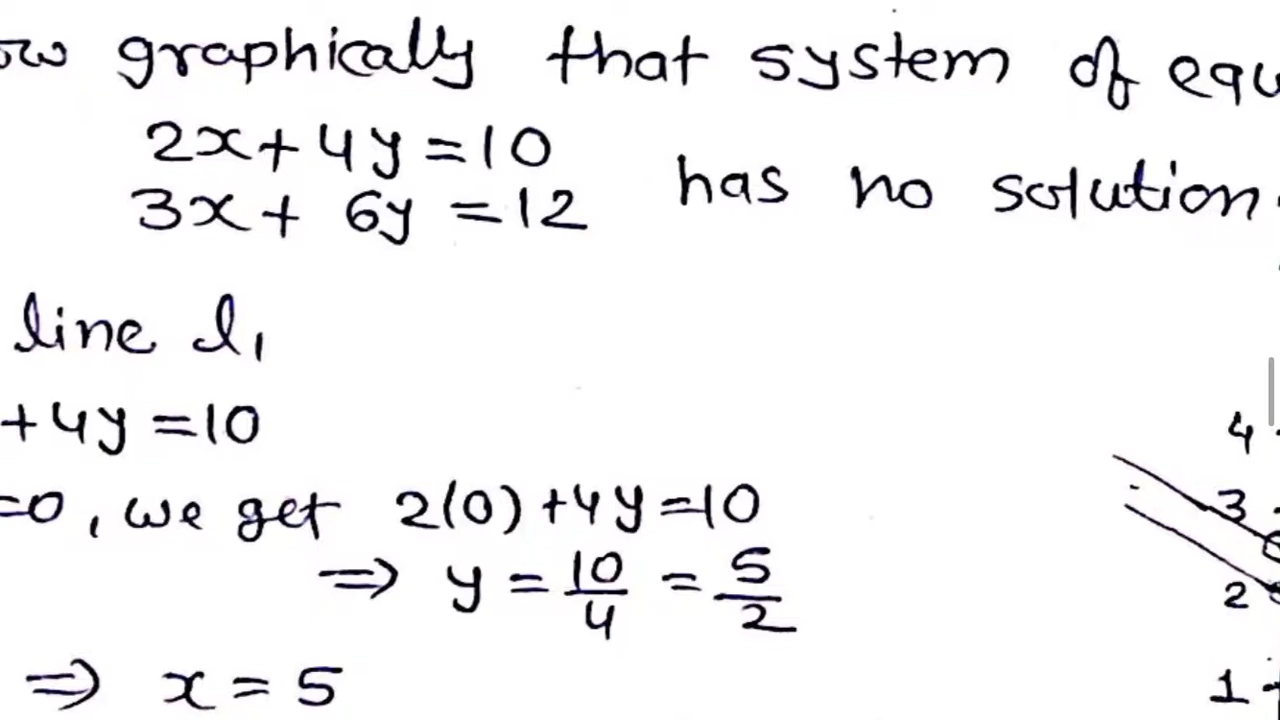 ow graphically that system of equ
2x+4y=10
has no solution.
3x+ 6y =12
line l₁
+4y=10
=0, we get 2(0)+4y=10
⇒ y = 10/4 = 5/2
⇒ x = 5
4
3
2
1